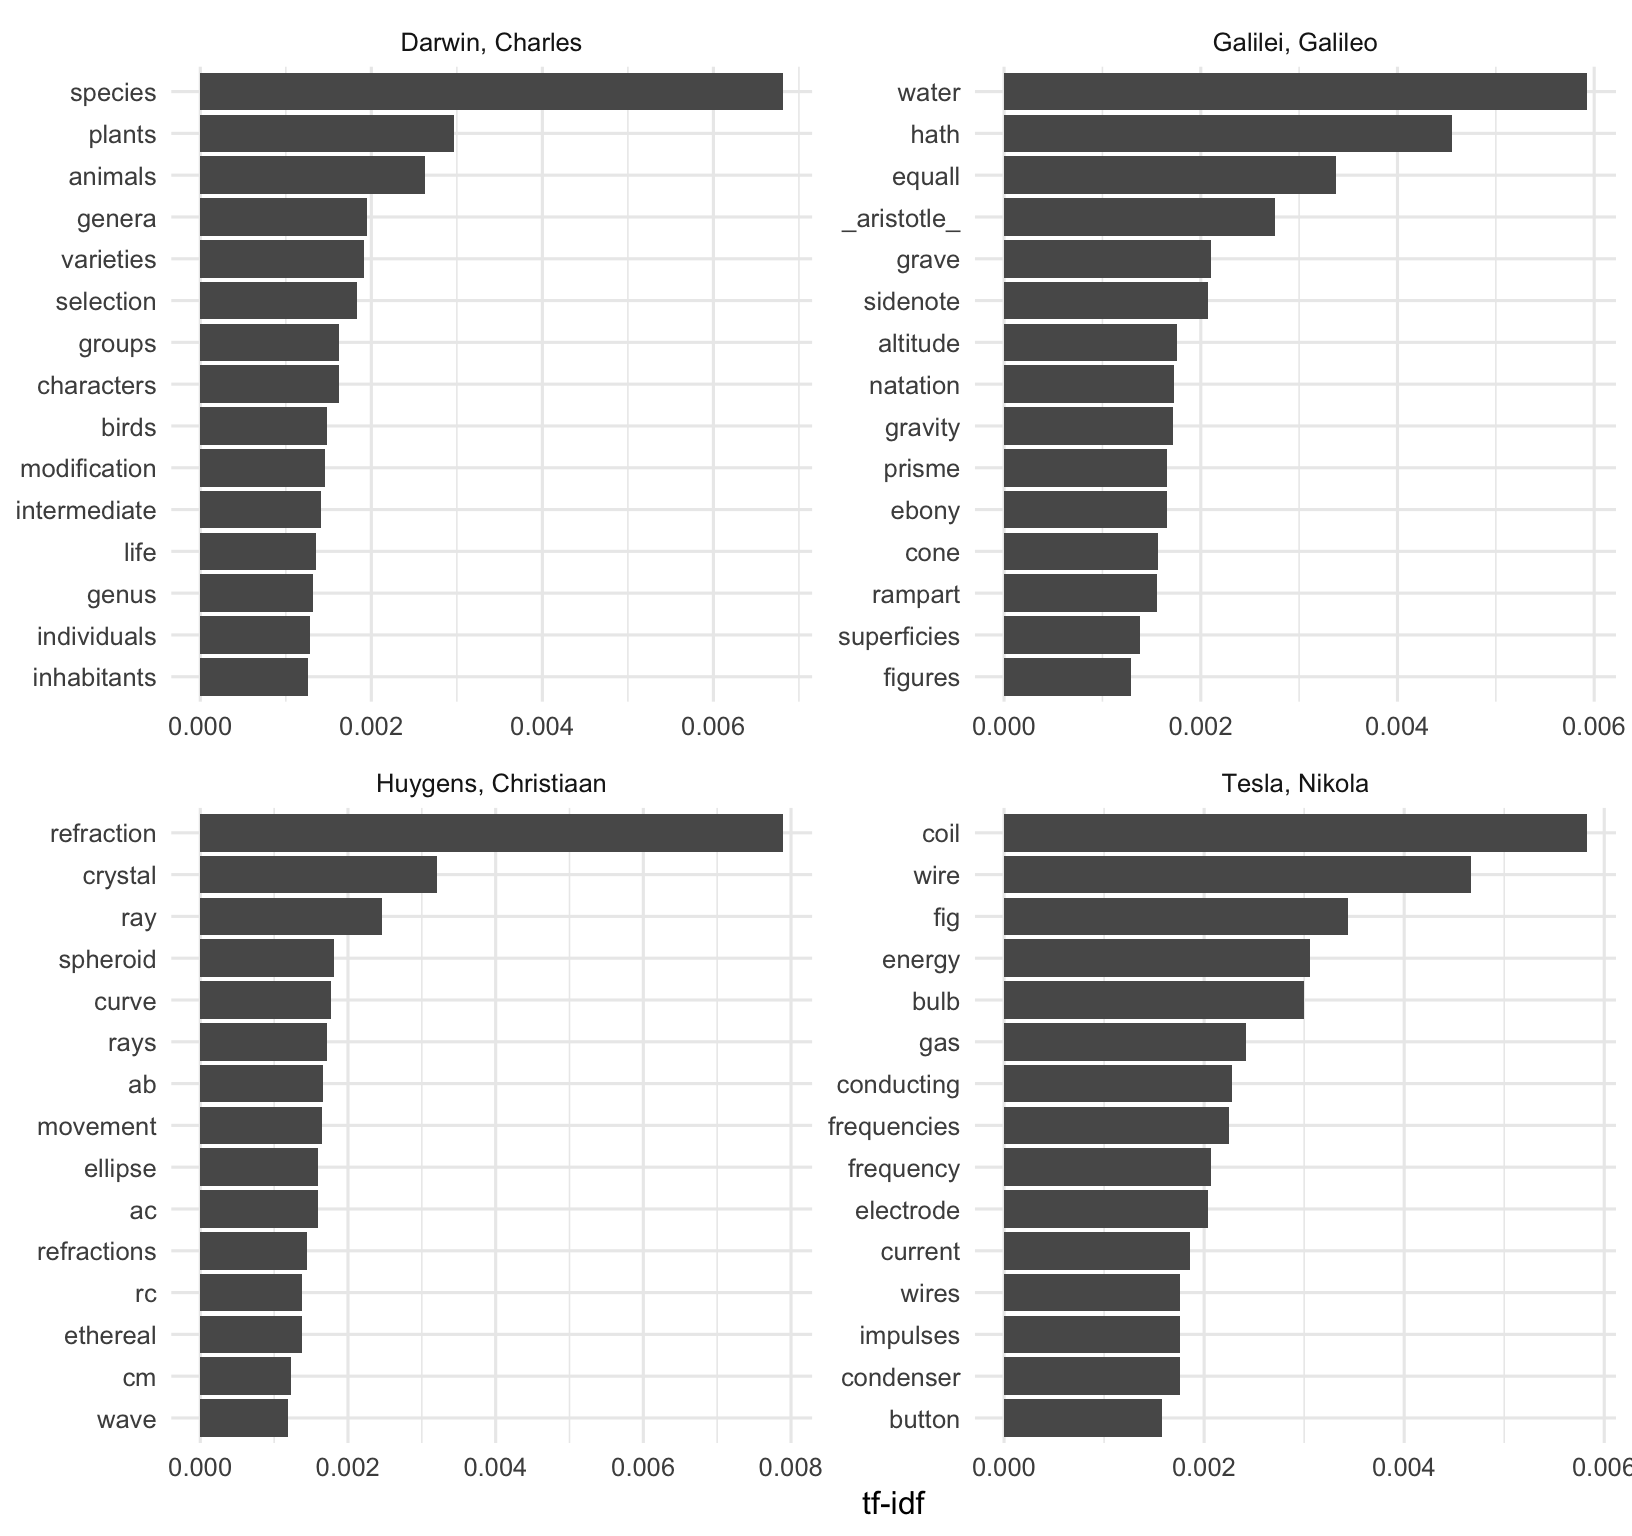 Darwin, Charles
species
plants
animals
genera
varieties
selection
groups
characters
birds
modification
intermediate
life
genus
individuals
inhabitants
0.000 0.002 0.004 0.006
Galilei, Galileo
water
hath
equall
_aristotle_
grave
sidenote
altitude
natation
gravity
prisme
ebony
cone
rampart
superficies
figures
0.000 0.002 0.004 0.006
Huygens, Christiaan
refraction
crystal
ray
spheroid
curve
rays
ab
movement
ellipse
ac
refractions
rc
ethereal
cm
wave
0.000 0.002 0.004 0.006 0.008
Tesla, Nikola
coil
wire
fig
energy
bulb
gas
conducting
frequencies
frequency
electrode
current
wires
impulses
condenser
button
0.000 0.002 0.004 0.006
tf-idf